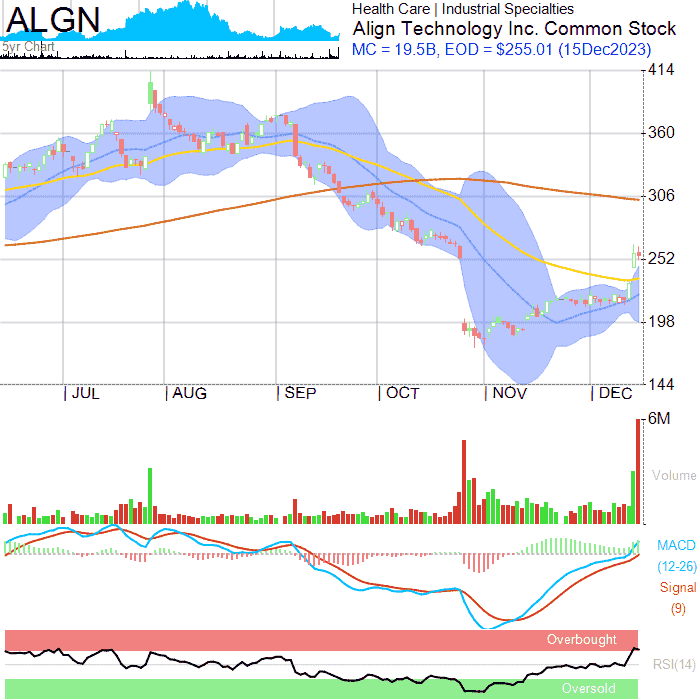 ALGN
5yr Chart
Health Care | Industrial Specialties
Align Technology Inc. Common Stock
MC = 19.5B, EOD = $255.01 (15Dec2023)
414
360
306
252
198
144
JUL AUG SEP OCT NOV DEC
6M
Volume
MACD
(12-26)
Signal
(9)
Overbought
RSI(14)
Oversold